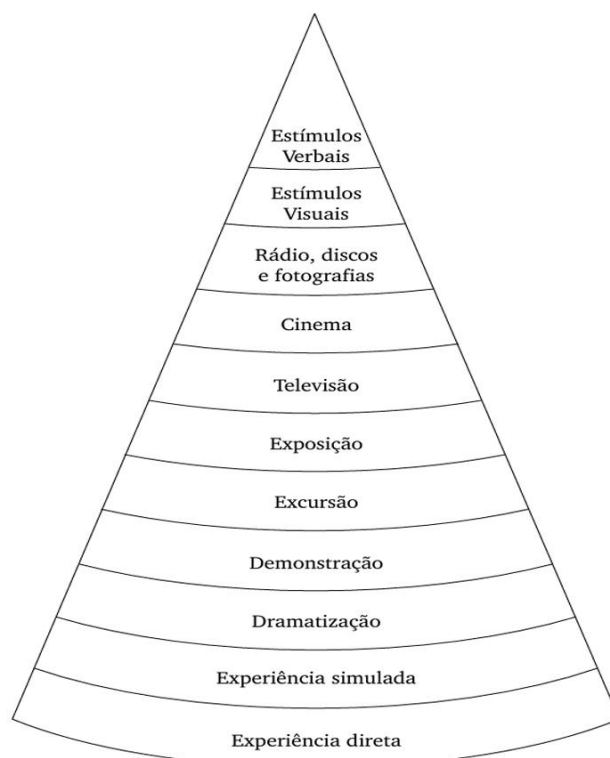 Estímulos
Verbais
Estímulos
Visuais
Rádio, discos
e fotografias
Cinema
Televisão
Exposição
Excursão
Demonstração
Dramatização
Experiência simulada
Experiência direta